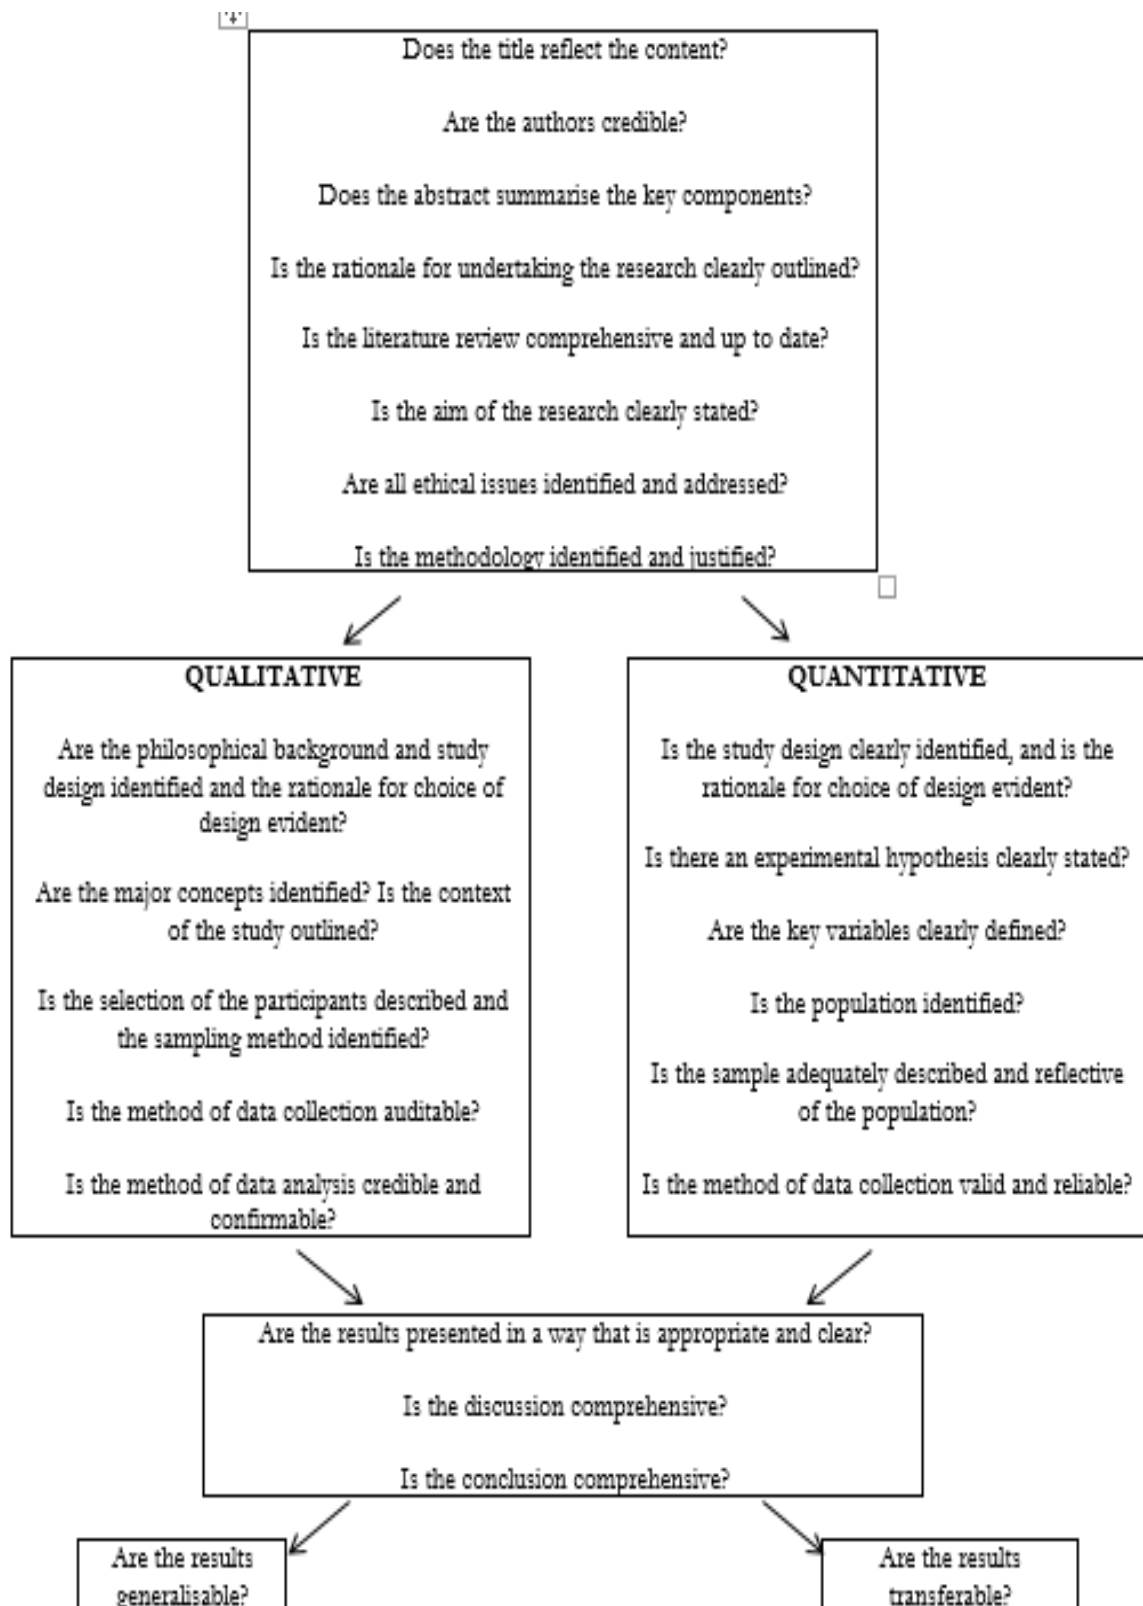 Does the title reflect the content?
Are the authors credible?
Does the abstract summarise the key components?
Is the rationale for undertaking the research clearly outlined?
Is the literature review comprehensive and up to date?
Is the aim of the research clearly stated?
Are all ethical issues identified and addressed?
Is the methodology identified and justified?
QUALITATIVE
Are the philosophical background and study
design identified and the rationale for choice of
design evident?
Are the major concepts identified? Is the context
of the study outlined?
Is the selection of the participants described and
the sampling method identified?
Is the method of data collection auditable?
Is the method of data analysis credible and
confirmable?
QUANTITATIVE
Is the study design clearly identified, and is the
rationale for choice of design evident?
Is there an experimental hypothesis clearly stated?
Are the key variables clearly defined?
Is the population identified?
Is the sample adequately described and reflective
of the population?
Is the method of data collection valid and reliable?
Are the results presented in a way that is appropriate and clear?
Is the discussion comprehensive?
Is the conclusion comprehensive?
Are the results
generalisable?
Are the results
transferable?